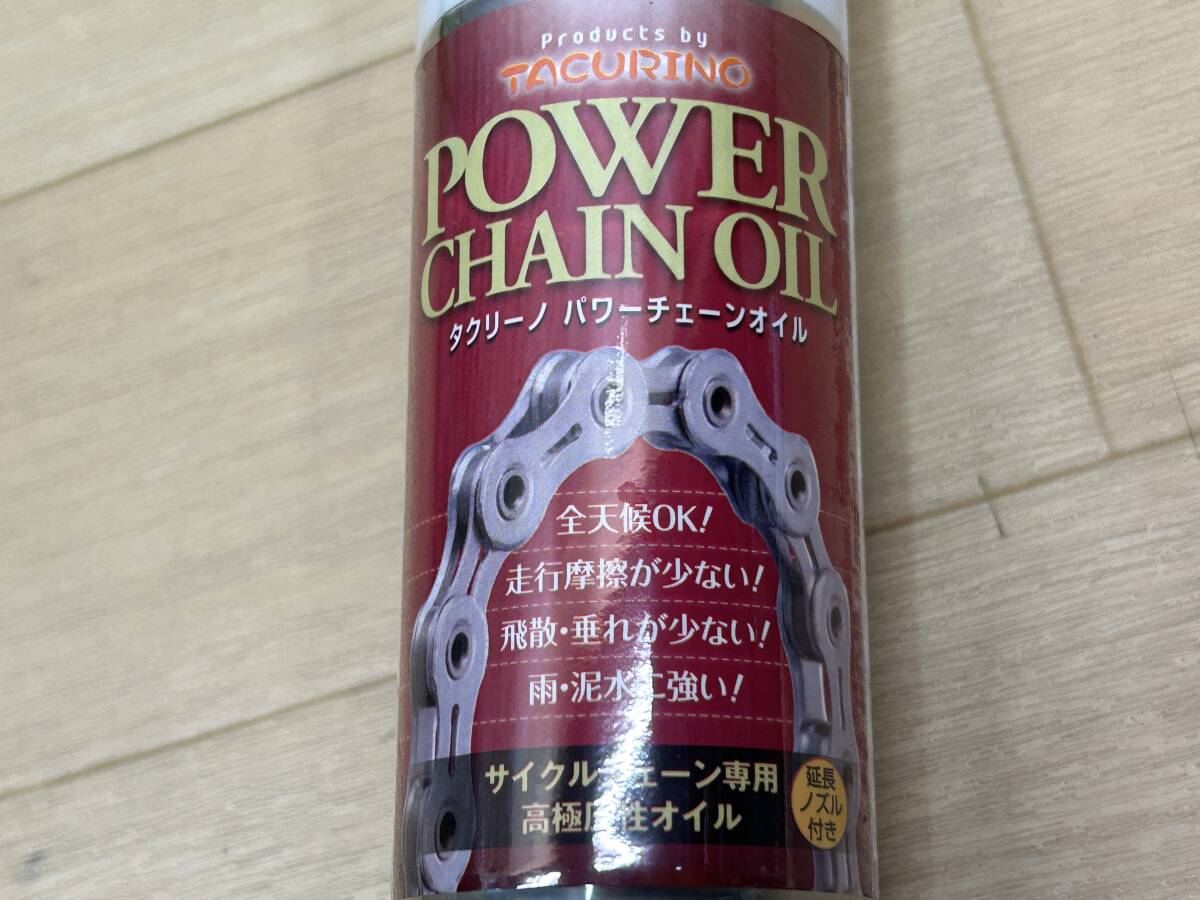 Products by
TACURINO
POWER
CHAIN OIL
タクリーノ パワーチェーンオイル
全天候OK!
走行摩擦が少ない!
飛散・垂れが少ない!
雨・泥水に強い!
サイクルチェーン専用
高極圧性オイル
延長
ノズル
付き